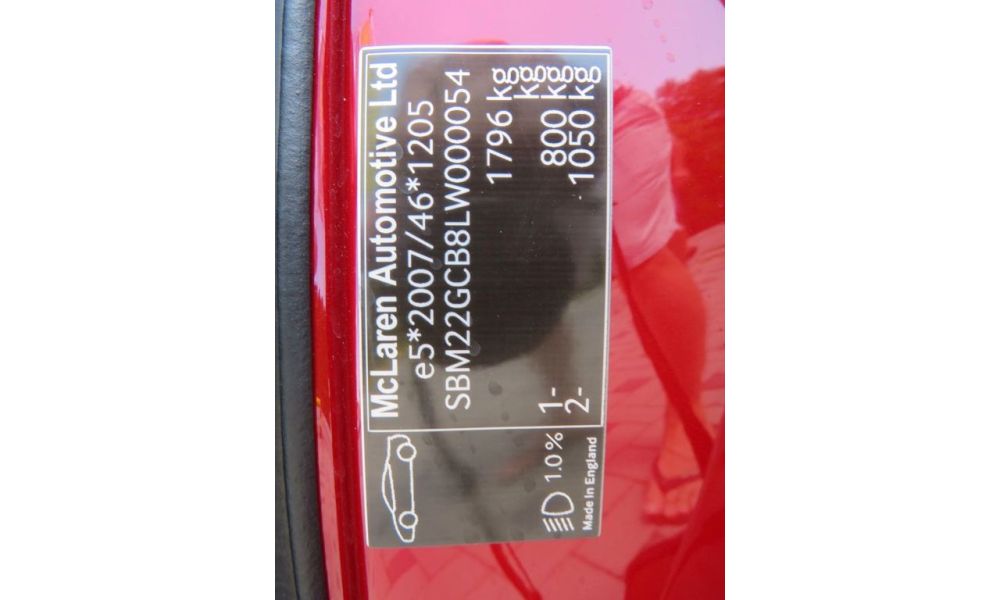 McLaren Automotive Ltd
e5*2007/46*1205
SBM22GCB8LW000054
1796 kg
kg
1- 800 kg
2- 1050 kg
1.0%
Made In England